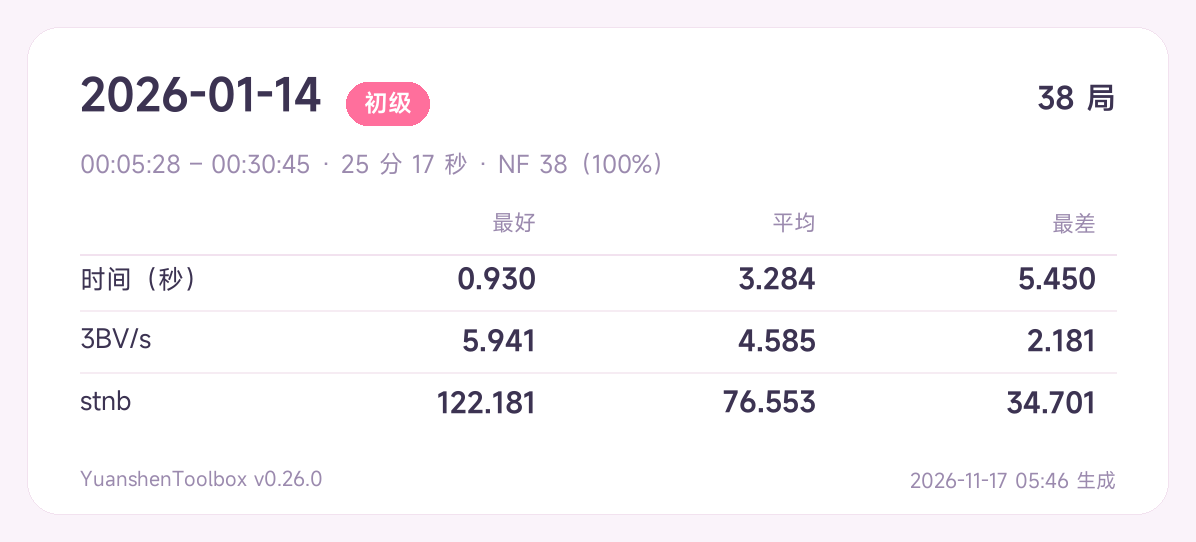 2026-01-14 初级 38 局
00:05:28 – 00:30:45 · 25 分 17 秒 · NF 38（100%）
最好 平均 最差
时间（秒） 0.930 3.284 5.450
3BV/s 5.941 4.585 2.181
stnb 122.181 76.553 34.701
YuanshenToolbox v0.26.0 2026-11-17 05:46 生成